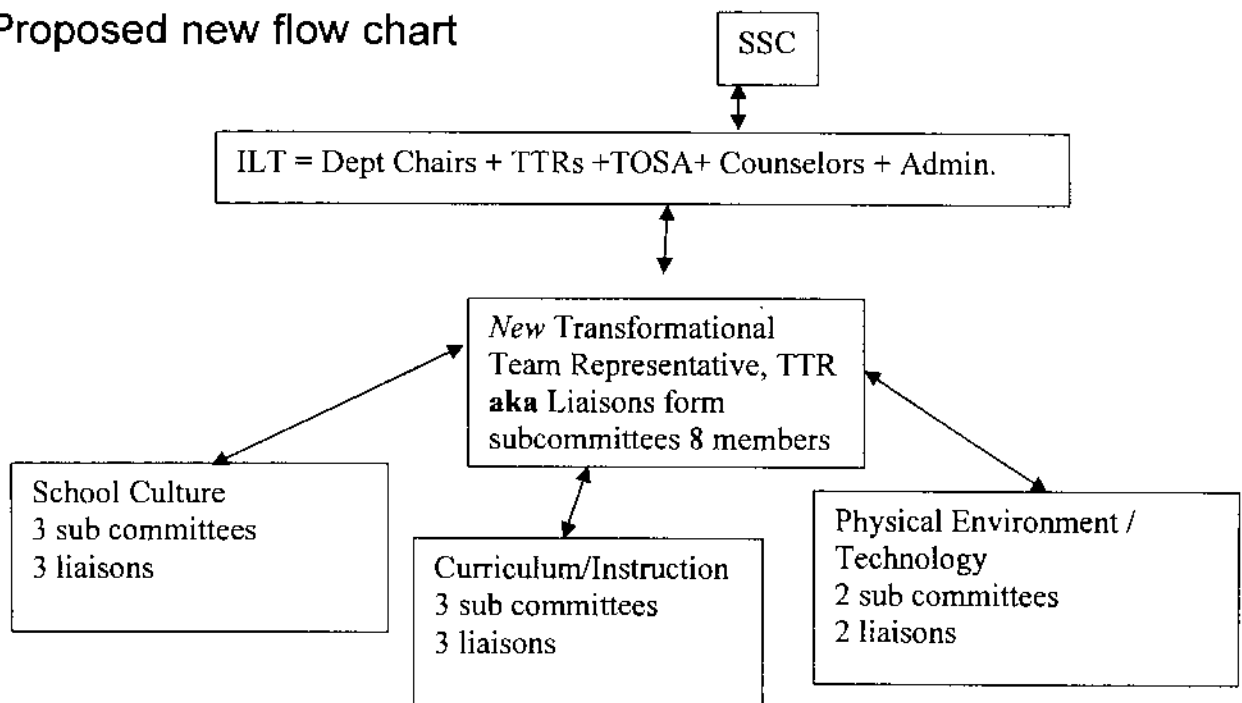 Proposed new flow chart
SSC
ILT = Dept Chairs + TTRs +TOSA+ Counselors + Admin.
New Transformational
Team Representative, TTR
aka Liaisons form
subcommittees 8 members
School Culture
3 sub committees
3 liaisons
Curriculum/Instruction
3 sub committees
3 liaisons
Physical Environment /
Technology
2 sub committees
2 liaisons